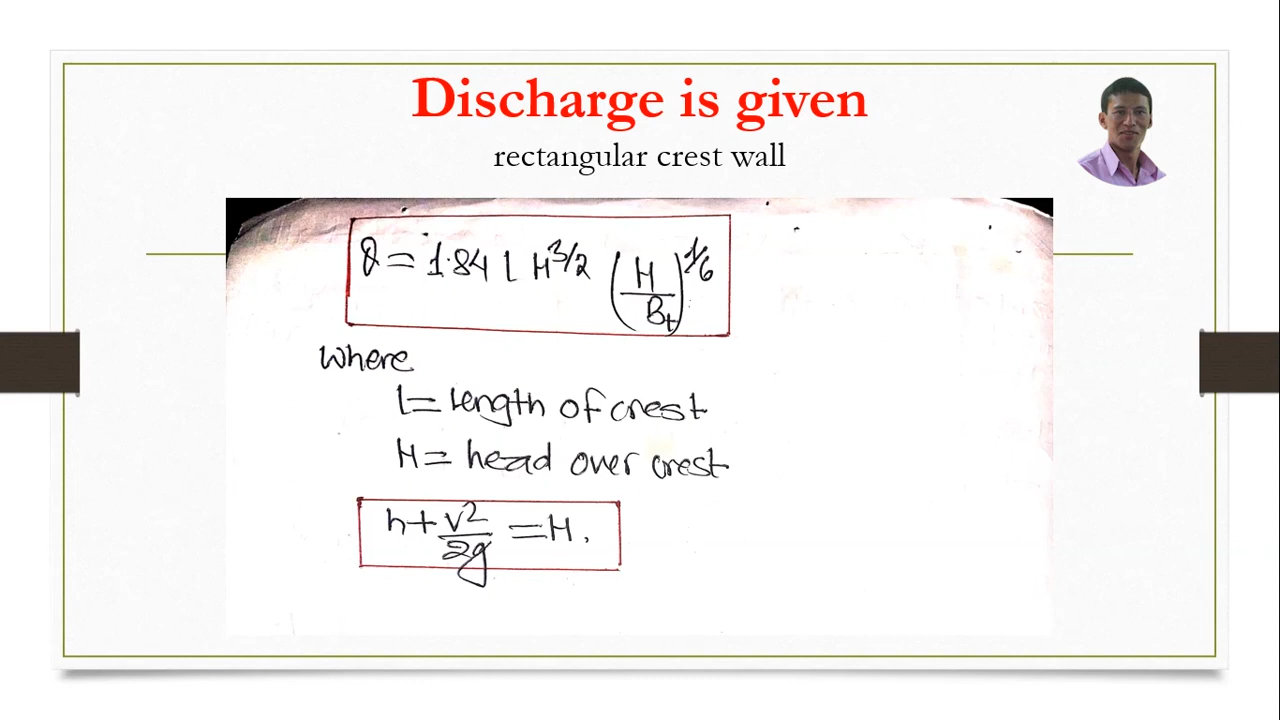 Discharge is given
rectangular crest wall
Q = 1.84 L H^3/2 (H/Bt)^1/6
where
L = length of crest
H = head over crest
h + v²/2g = H.